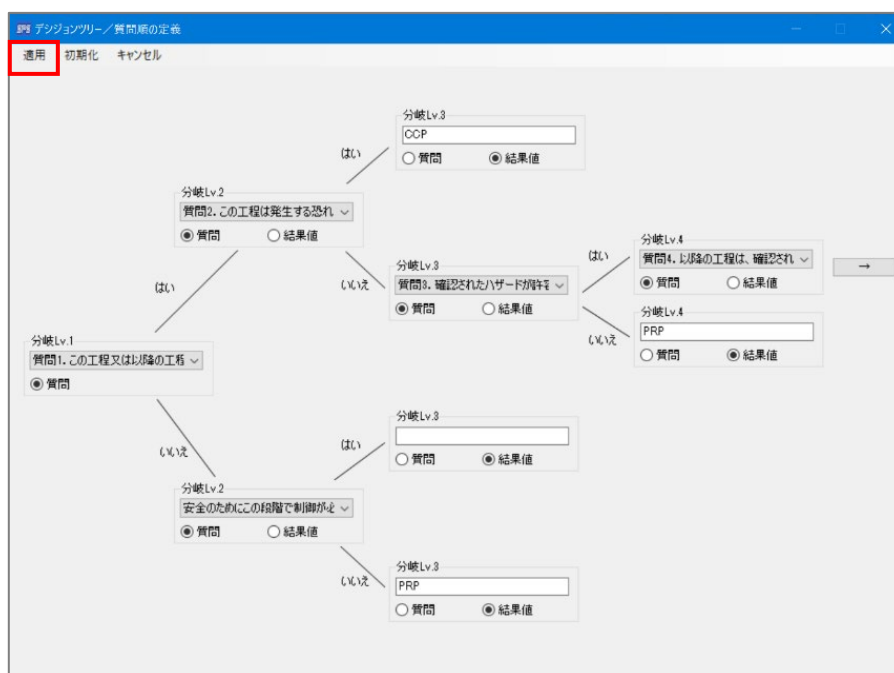 デシジョンツリー／質問順の定義
適用 初期化 キャンセル
分岐Lv.3
CCP
質問 結果値
はい
分岐Lv.2
質問2.この工程は発生する恐れ
質問 結果値
分岐Lv.4
はい
質問4.以降の工程は、確認され
質問 結果値
→
いいえ
分岐Lv.3
質問3.確認されたハザードが許容
質問 結果値
はい
分岐Lv.4
PRP
質問 結果値
いいえ
分岐Lv.1
質問1.この工程又は以降の工程
質問
分岐Lv.3
はい
質問 結果値
いいえ
分岐Lv.2
安全のためにこの段階で制御が必
質問 結果値
分岐Lv.3
いいえ
PRP
質問 結果値